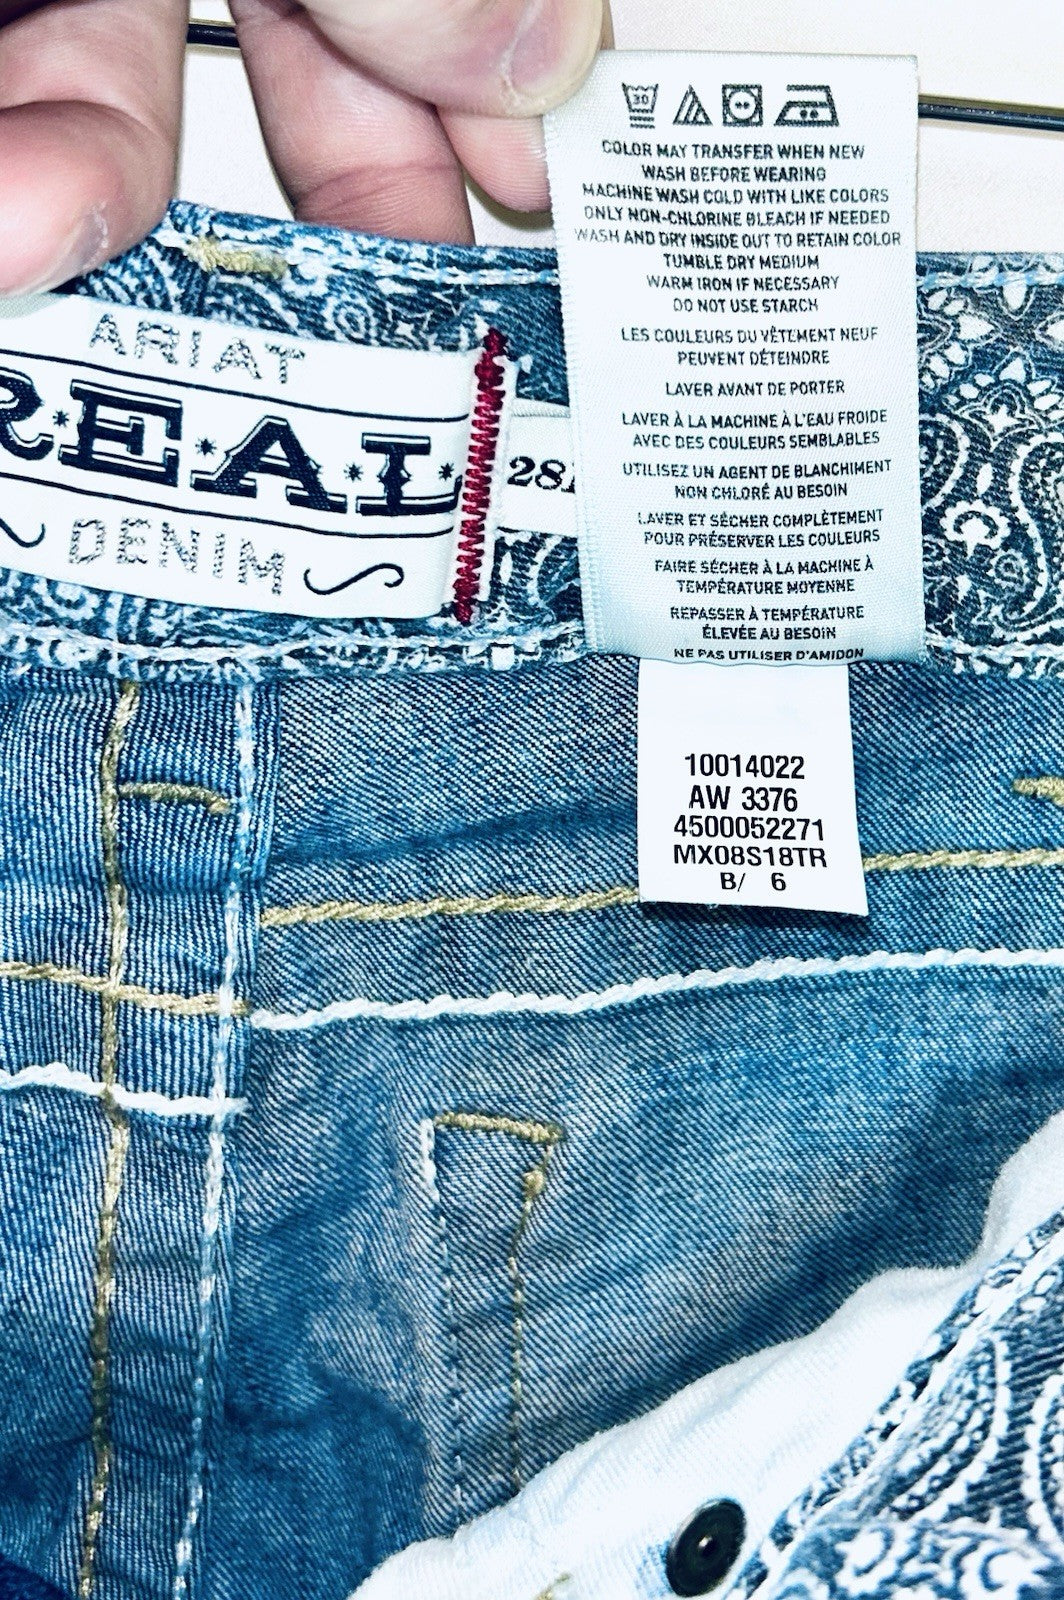 30
COLOR MAY TRANSFER WHEN NEW
WASH BEFORE WEARING
MACHINE WASH COLD WITH LIKE COLORS
ONLY NON-CHLORINE BLEACH IF NEEDED
WASH AND DRY INSIDE OUT TO RETAIN COLOR
TUMBLE DRY MEDIUM
WARM IRON IF NECESSARY
DO NOT USE STARCH
LES COULEURS DU VÊTEMENT NEUF
PEUVENT DÉTEINDRE
LAVER AVANT DE PORTER
LAVER À LA MACHINE À L'EAU FROIDE
AVEC DES COULEURS SEMBLABLES
UTILISEZ UN AGENT DE BLANCHIMENT
NON CHLORÉ AU BESOIN
LAVER ET SÉCHER COMPLÈTEMENT
POUR PRÉSERVER LES COULEURS
FAIRE SÉCHER À LA MACHINE À
TEMPÉRATURE MOYENNE
REPASSER À TEMPÉRATURE
ÉLEVÉE AU BESOIN
NE PAS UTILISER D'AMIDON
ARIAT
R.E.A.L.
DENIM
28
10014022
AW 3376
4500052271
MX08S18TR
B/ 6